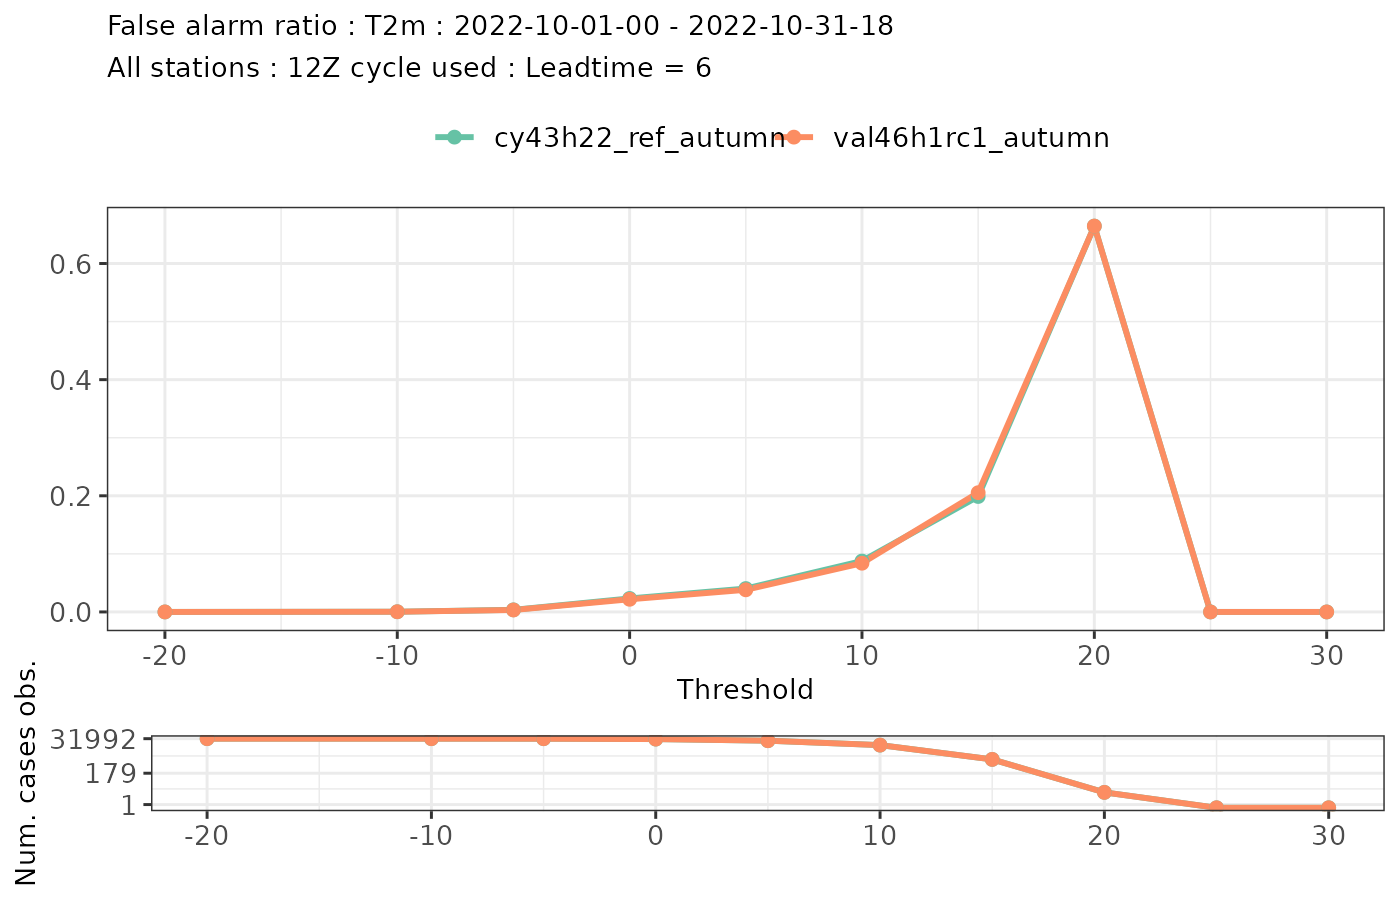 False alarm ratio : T2m : 2022-10-01-00 - 2022-10-31-18
All stations : 12Z cycle used : Leadtime = 6
cy43h22_ref_autumn val46h1rc1_autumn
0.6
0.4
0.2
0.0
-20 -10 0 10 20 30
Threshold
Num. cases obs.
31992
179
1
-20 -10 0 10 20 30